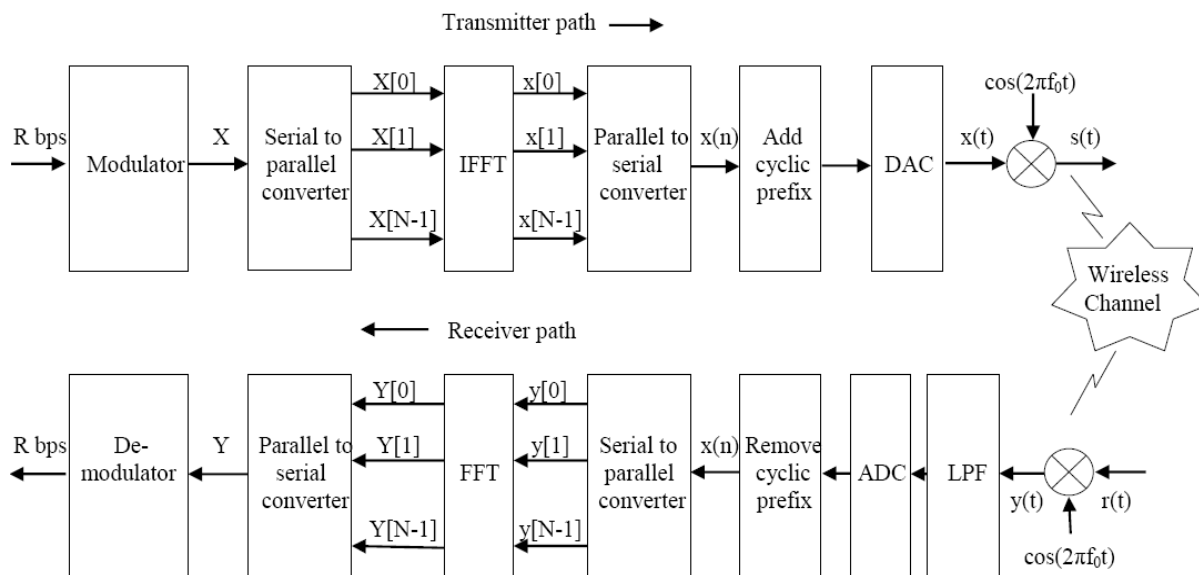 Transmitter path
R bps
Modulator
X
Serial to
parallel
converter
X[0]
X[1]
X[N-1]
IFFT
x[0]
x[1]
x[N-1]
Parallel to
serial
converter
x(n)
Add
cyclic
prefix
DAC
x(t)
cos(2πf₀t)
s(t)
Wireless
Channel
Receiver path
R bps
De-
modulator
Y
Parallel to
serial
converter
Y[0]
Y[1]
Y[N-1]
FFT
y[0]
y[1]
y[N-1]
Serial to
parallel
converter
x(n)
Remove
cyclic
prefix
ADC
LPF
y(t)
r(t)
cos(2πf₀t)